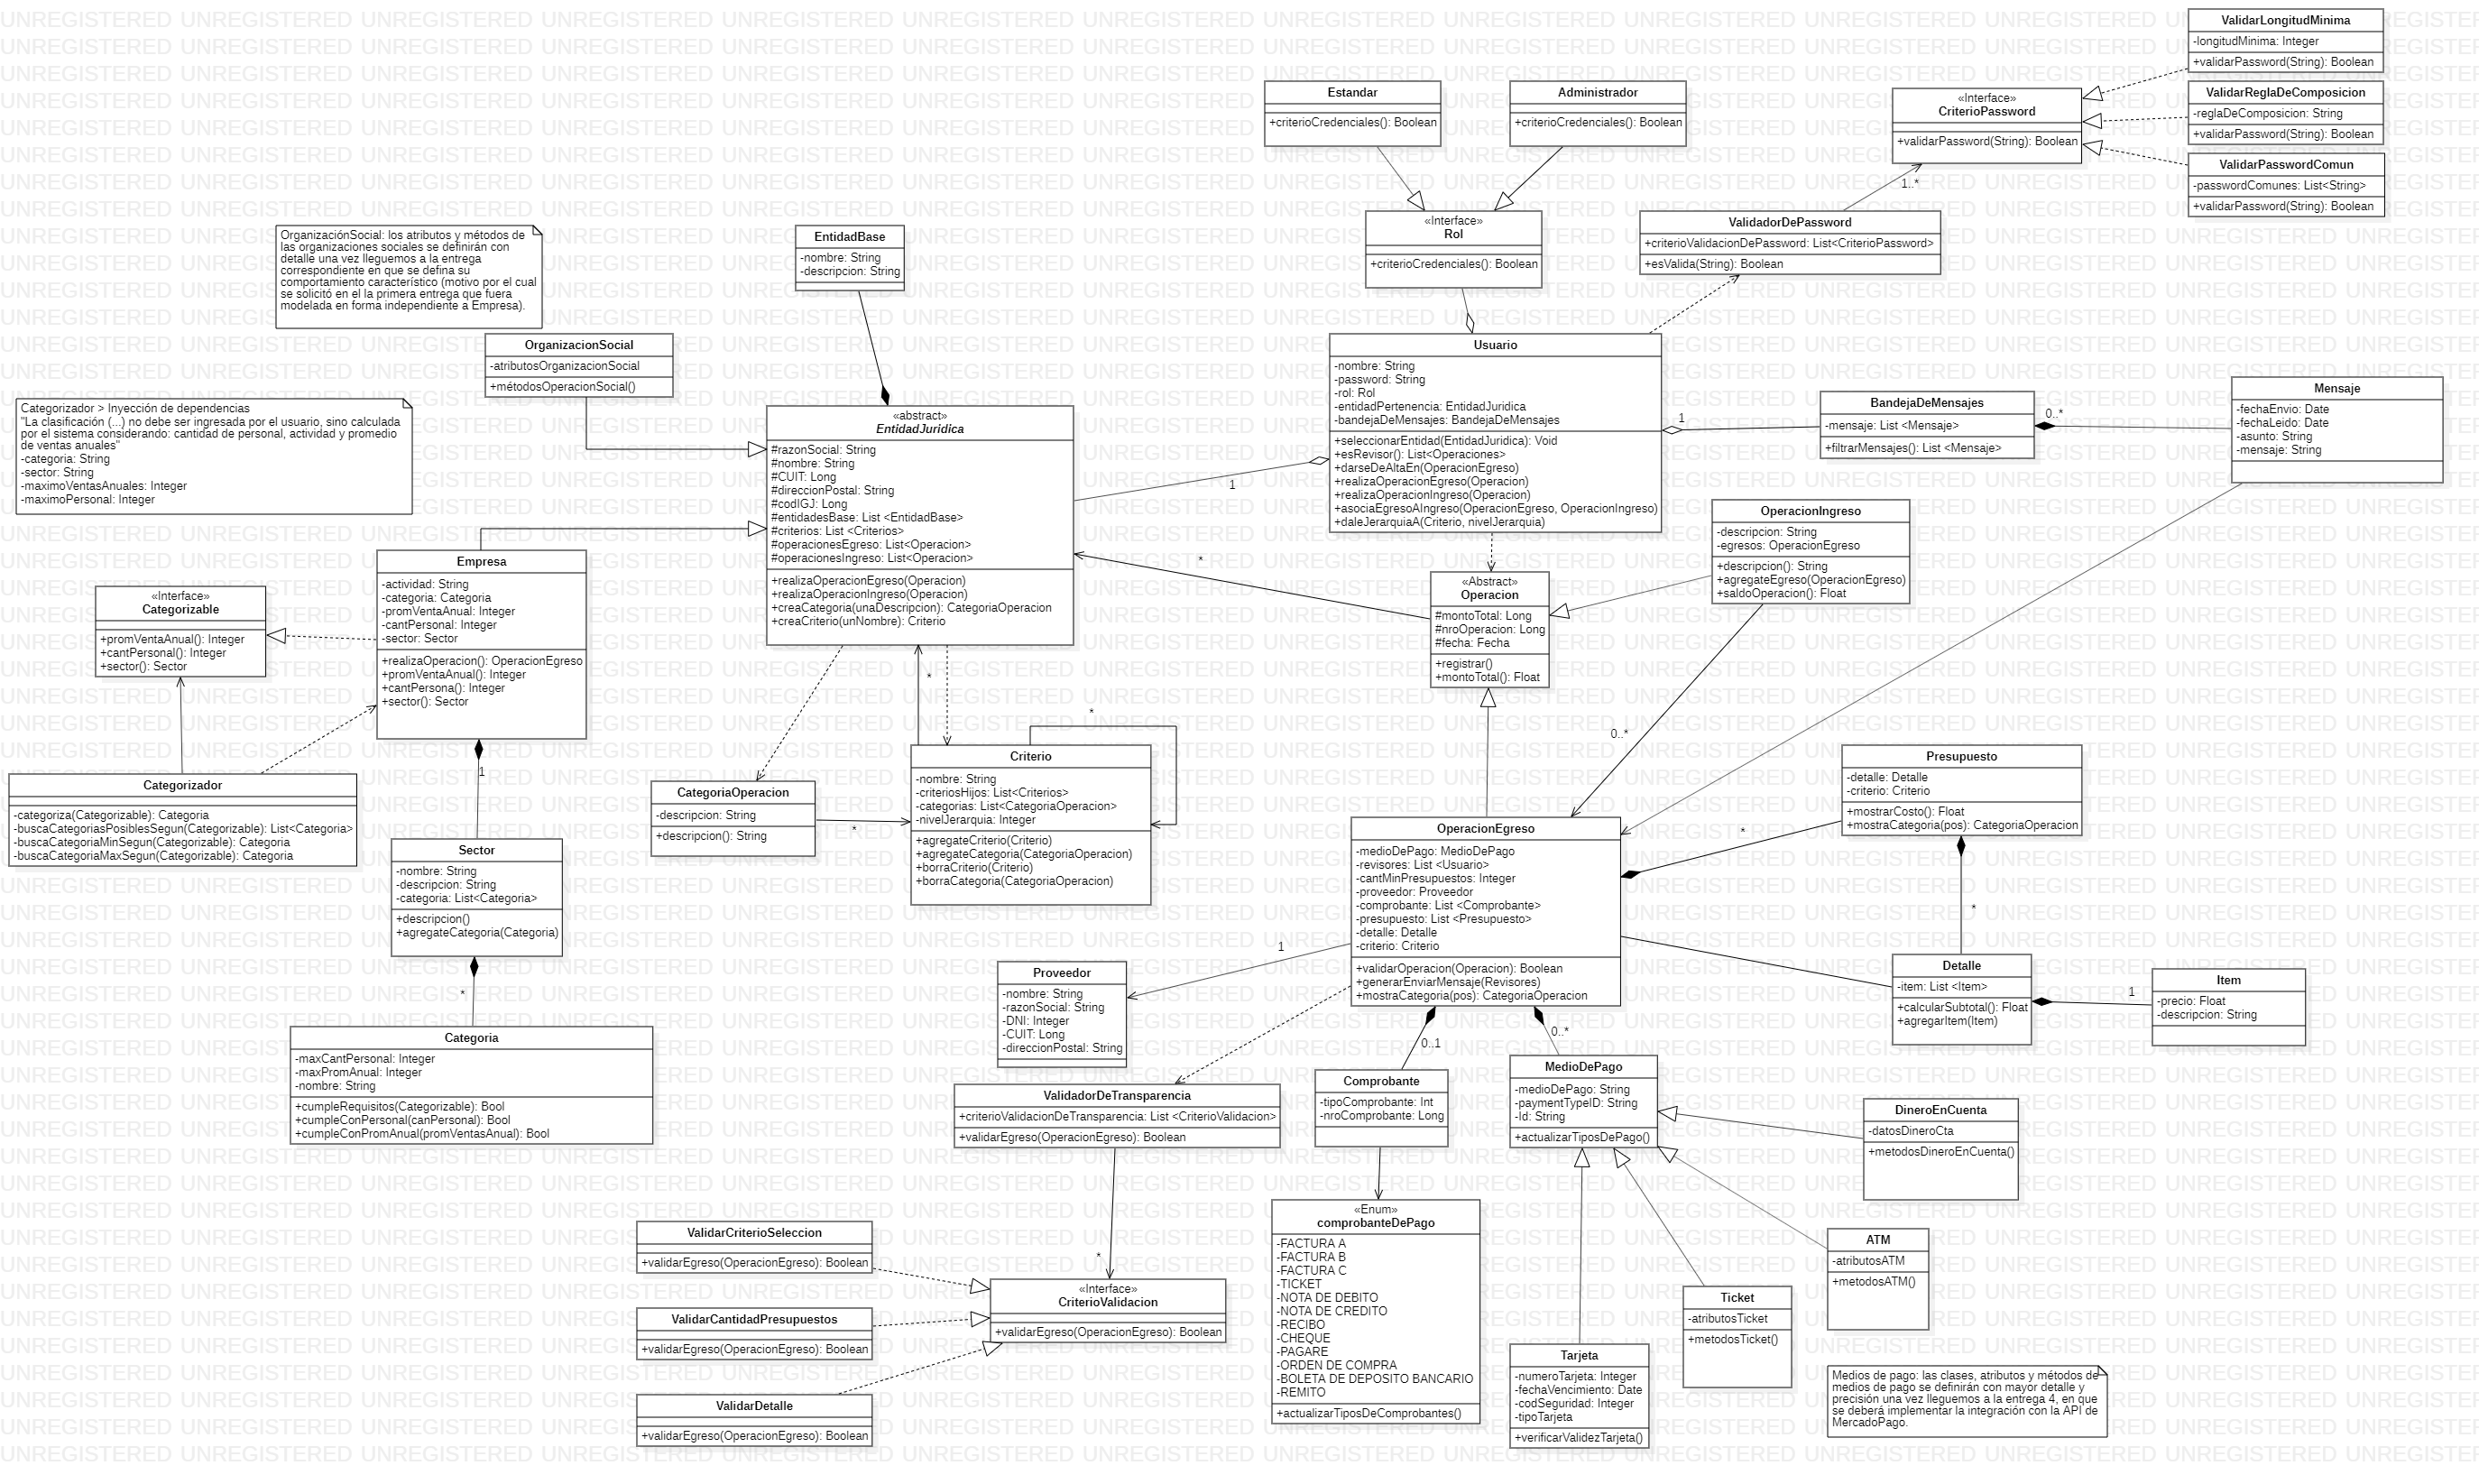 ValidarLongitudMinima
-longitudMinima: Integer
+validarPassword(String): Boolean
ValidarReglaDeComposicion
-reglaDeComposicion: String
+validarPassword(String): Boolean
ValidarPasswordComun
-passwordComunes: List<String>
+validarPassword(String): Boolean
«Interface»
CriterioPassword
+validarPassword(String): Boolean
1..*
Estandar
+criterioCredenciales(): Boolean
Administrador
+criterioCredenciales(): Boolean
«Interface»
Rol
+criterioCredenciales(): Boolean
ValidadorDePassword
+criterioValidacionDePassword: List<CriterioPassword>
+esValida(String): Boolean
OrganizaciónSocial: los atributos y métodos de
las organizaciones sociales se definirán con
detalle una vez lleguemos a la entrega
correspondiente en que se defina su
comportamiento característico (motivo por el cual
se solicitó en el la primera entrega que fuera
modelada en forma independiente a Empresa).
EntidadBase
-nombre: String
-descripcion: String
OrganizacionSocial
-atributosOrganizacionSocial
+métodosOperacionSocial()
Categorizador > Inyección de dependencias
"La clasificación (...) no debe ser ingresada por el usuario, sino calculada
por el sistema considerando: cantidad de personal, actividad y promedio
de ventas anuales"
-categoria: String
-sector: String
-maximoVentasAnuales: Integer
-maximoPersonal: Integer
«abstract»
EntidadJuridica
#razonSocial: String
#nombre: String
#CUIT: Long
#direccionPostal: String
#codIGJ: Long
#entidadesBase: List <EntidadBase>
#criterios: List <Criterios>
#operacionesEgreso: List<Operacion>
#operacionesIngreso: List<Operacion>
+realizaOperacionEgreso(Operacion)
+realizaOperacionIngreso(Operacion)
+creaCategoria(unaDescripcion): CategoriaOperacion
+creaCriterio(unNombre): Criterio
Usuario
-nombre: String
-password: String
-rol: Rol
-entidadPertenencia: EntidadJuridica
-bandejaDeMensajes: BandejaDeMensajes
+seleccionarEntidad(EntidadJuridica): Void
+esRevisor(): List<Operaciones>
+darseDeAltaEn(OperacionEgreso)
+realizaOperacionEgreso(Operacion)
+realizaOperacionIngreso(Operacion)
+asociaEgresoAIngreso(OperacionEgreso, OperacionIngreso)
+daleJerarquiaA(Criterio, nivelJerarquia)
1
1
BandejaDeMensajes
-mensaje: List <Mensaje>
+filtrarMensajes(): List <Mensaje>
0..*
Mensaje
-fechaEnvio: Date
-fechaLeido: Date
-asunto: String
-mensaje: String
OperacionIngreso
-descripcion: String
-egresos: OperacionEgreso
+descripcion(): String
+agregateEgreso(OperacionEgreso)
+saldoOperacion(): Float
*
«Abstract»
Operacion
#montoTotal: Long
#nroOperacion: Long
#fecha: Fecha
+registrar()
+montoTotal(): Float
«Interface»
Categorizable
+promVentaAnual(): Integer
+cantPersonal(): Integer
+sector(): Sector
Empresa
-actividad: String
-categoria: Categoria
-promVentaAnual: Integer
-cantPersonal: Integer
-sector: Sector
+realizaOperacion(): OperacionEgreso
+promVentaAnual(): Integer
+cantPersona(): Integer
+sector(): Sector
*
*
0..*
Criterio
-nombre: String
-criteriosHijos: List<Criterios>
-categorias: List<CategoriaOperacion>
-nivelJerarquia: Integer
+agregateCriterio(Criterio)
+agregateCategoria(CategoriaOperacion)
+borraCriterio(Criterio)
+borraCategoria(CategoriaOperacion)
CategoriaOperacion
-descripcion: String
+descripcion(): String
*
1
Categorizador
-categoriza(Categorizable): Categoria
-buscaCategoriasPosiblesSegun(Categorizable): List<Categoria>
-buscaCategoriaMinSegun(Categorizable): Categoria
-buscaCategoriaMaxSegun(Categorizable): Categoria
Sector
-nombre: String
-descripcion: String
-categoria: List<Categoria>
+descripcion()
+agregateCategoria(Categoria)
*
Categoria
-maxCantPersonal: Integer
-maxPromAnual: Integer
-nombre: String
+cumpleRequisitos(Categorizable): Bool
+cumpleConPersonal(canPersonal): Bool
+cumpleConPromAnual(promVentasAnual): Bool
Presupuesto
-detalle: Detalle
-criterio: Criterio
+mostrarCosto(): Float
+mostraCategoria(pos): CategoriaOperacion
*
*
OperacionEgreso
-medioDePago: MedioDePago
-revisores: List <Usuario>
-cantMinPresupuestos: Integer
-proveedor: Proveedor
-comprobante: List <Comprobante>
-presupuesto: List <Presupuesto>
-detalle: Detalle
-criterio: Criterio
+validarOperacion(Operacion): Boolean
+generarEnviarMensaje(Revisores)
+mostraCategoria(pos): CategoriaOperacion
Detalle
-item: List <Item>
+calcularSubtotal(): Float
+agregarItem(Item)
1
Item
-precio: Float
-descripcion: String
1
Proveedor
-nombre: String
-razonSocial: String
-DNI: Integer
-CUIT: Long
-direccionPostal: String
0..1
0..*
ValidadorDeTransparencia
+criterioValidacionDeTransparencia: List <CriterioValidacion>
+validarEgreso(OperacionEgreso): Boolean
Comprobante
-tipoComprobante: Int
-nroComprobante: Long
MedioDePago
-medioDePago: String
-paymentTypeID: String
-Id: String
+actualizarTiposDePago()
DineroEnCuenta
-datosDineroCta
+metodosDineroEnCuenta()
«Enum»
comprobanteDePago
-FACTURA A
-FACTURA B
-FACTURA C
-TICKET
-NOTA DE DEBITO
-NOTA DE CREDITO
-RECIBO
-CHEQUE
-PAGARE
-ORDEN DE COMPRA
-BOLETA DE DEPOSITO BANCARIO
-REMITO
+actualizarTiposDeComprobantes()
ATM
-atributosATM
+metodosATM()
Ticket
-atributosTicket
+metodosTicket()
Tarjeta
-numeroTarjeta: Integer
-fechaVencimiento: Date
-codSeguridad: Integer
-tipoTarjeta
+verificarValidezTarjeta()
ValidarCriterioSeleccion
+validarEgreso(OperacionEgreso): Boolean
*
«Interface»
CriterioValidacion
+validarEgreso(OperacionEgreso): Boolean
ValidarCantidadPresupuestos
+validarEgreso(OperacionEgreso): Boolean
ValidarDetalle
+validarEgreso(OperacionEgreso): Boolean
Medios de pago: las clases, atributos y métodos de
medios de pago se definirán con mayor detalle y
precisión una vez lleguemos a la entrega 4, en que
se deberá implementar la integración con la API de
MercadoPago.
UNREGISTERED